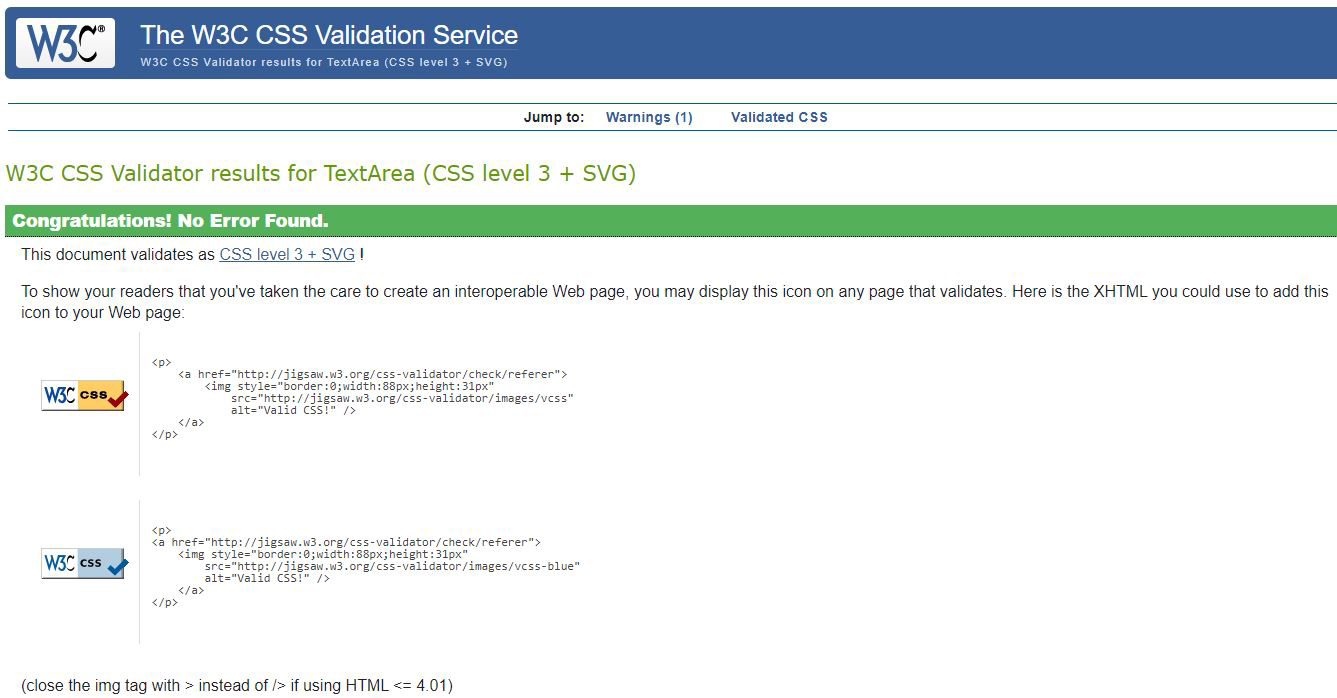 W3C®
The W3C CSS Validation Service
W3C CSS Validator results for TextArea (CSS level 3 + SVG)
Jump to: Warnings (1) Validated CSS
W3C CSS Validator results for TextArea (CSS level 3 + SVG)
Congratulations! No Error Found.
This document validates as CSS level 3 + SVG !
To show your readers that you've taken the care to create an interoperable Web page, you may display this icon on any page that validates. Here is the XHTML you could use to add this
icon to your Web page:
W3C css
<p>
<a href="http://jigsaw.w3.org/css-validator/check/referer">
<img style="border:0;width:88px;height:31px"
src="http://jigsaw.w3.org/css-validator/images/vcss"
alt="Valid CSS!" />
</a>
</p>
W3C css
<p>
<a href="http://jigsaw.w3.org/css-validator/check/referer">
<img style="border:0;width:88px;height:31px"
src="http://jigsaw.w3.org/css-validator/images/vcss-blue"
alt="Valid CSS!" />
</a>
</p>
(close the img tag with > instead of /> if using HTML <= 4.01)